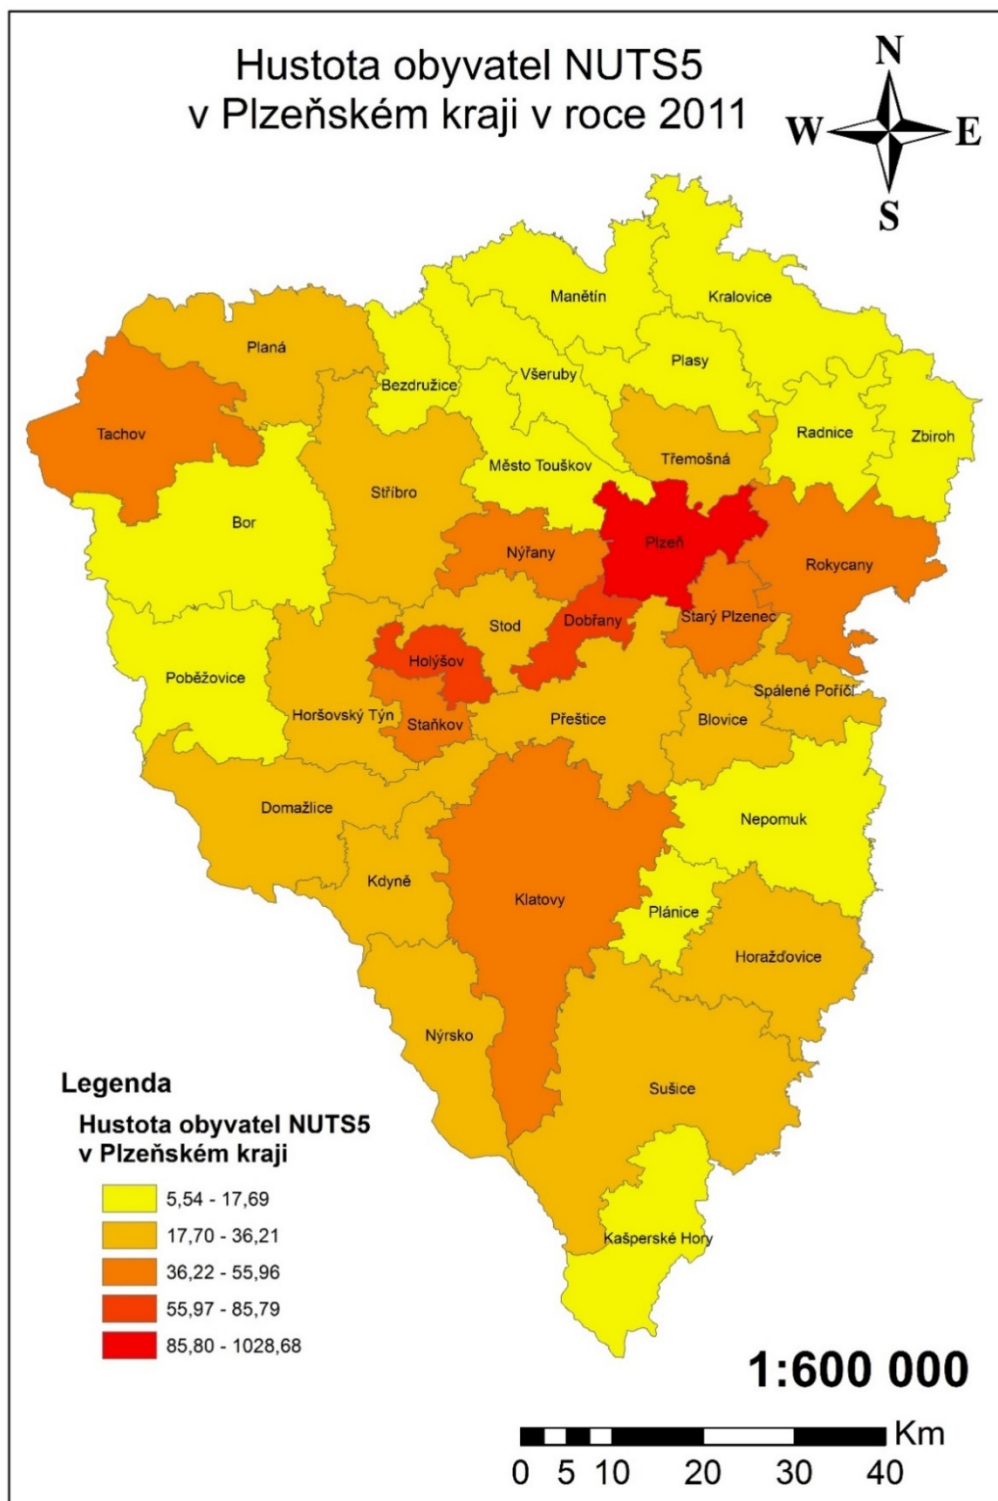 Hustota obyvatel NUTS5
v Plzeňském kraji v roce 2011
N
W
E
S
Manětín
Kralovice
Planá
Plasy
Všeruby
Bezdružice
Tachov
Radnice
Zbiroh
Třemošná
Město Touškov
Stříbro
Bor
Plzeň
Nýřany
Rokycany
Dobřany
Starý Plzenec
Stod
Holýšov
Poběžovice
Spálené Poříčí
Horšovský Týn
Staňkov
Přeštice
Blovice
Domažlice
Nepomuk
Kdyně
Klatovy
Plánice
Horažďovice
Nýrsko
Sušice
Kašperské Hory
Legenda
Hustota obyvatel NUTS5
v Plzeňském kraji
5,54 - 17,69
17,70 - 36,21
36,22 - 55,96
55,97 - 85,79
85,80 - 1028,68
1:600 000
Km
0 5 10 20 30 40